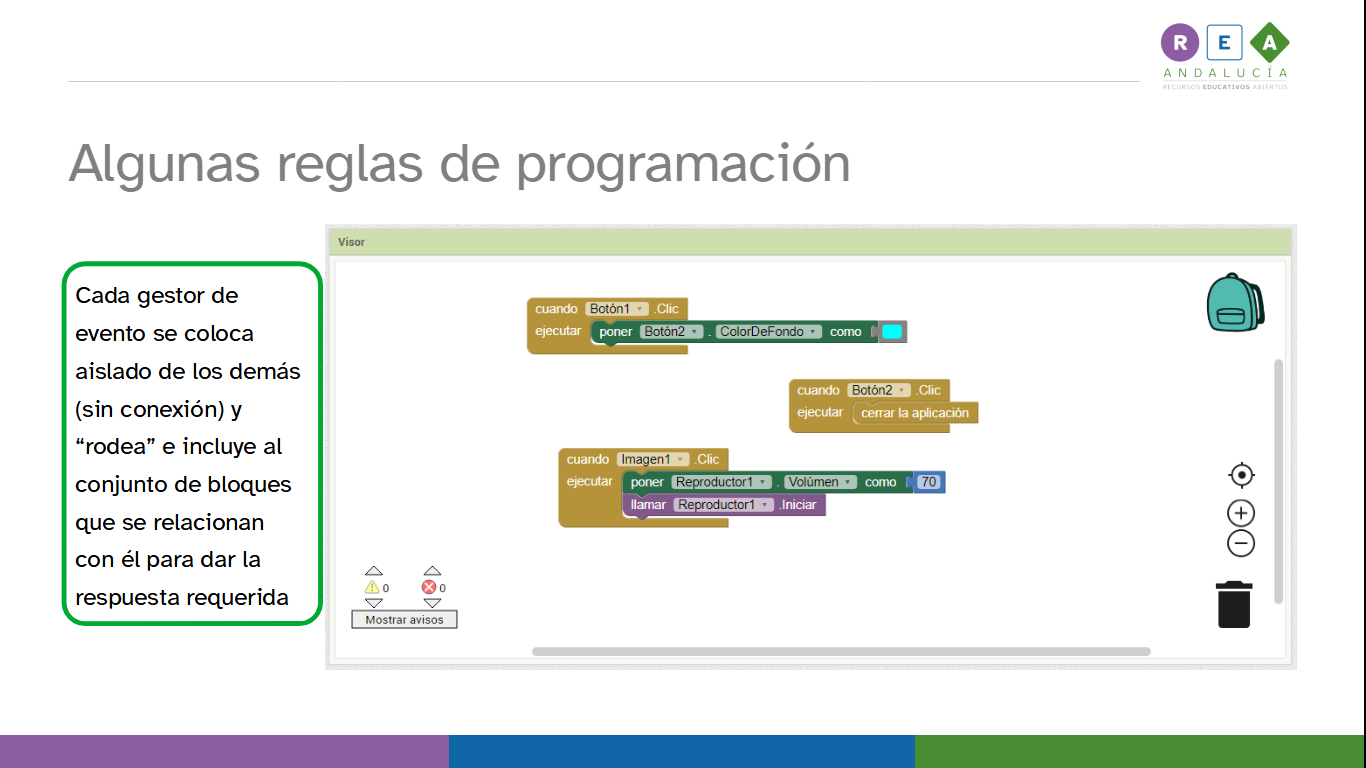 R E A
ANDALUCÍA
RECURSOS EDUCATIVOS ABIERTOS
Algunas reglas de programación
Cada gestor de
evento se coloca
aislado de los demás
(sin conexión) y
“rodea” e incluye al
conjunto de bloques
que se relacionan
con él para dar la
respuesta requerida
Visor
cuando Botón1 .Clic
ejecutar poner Botón2 . ColorDeFondo como
cuando Botón2 .Clic
ejecutar cerrar la aplicación
cuando Imagen1 .Clic
ejecutar poner Reproductor1 . Volúmen como 70
llamar Reproductor1 .Iniciar
0 0
Mostrar avisos